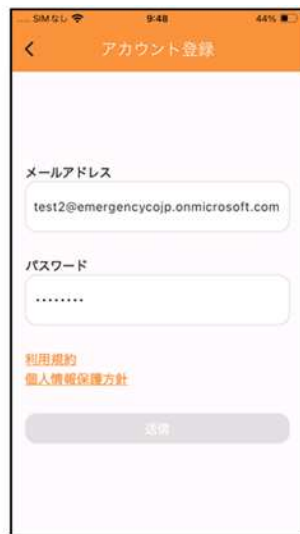 SIMなし 9:48 44%
アカウント登録
メールアドレス
test2@emergencycojp.onmicrosoft.com
パスワード
........
利用規約
個人情報保護方針
送信